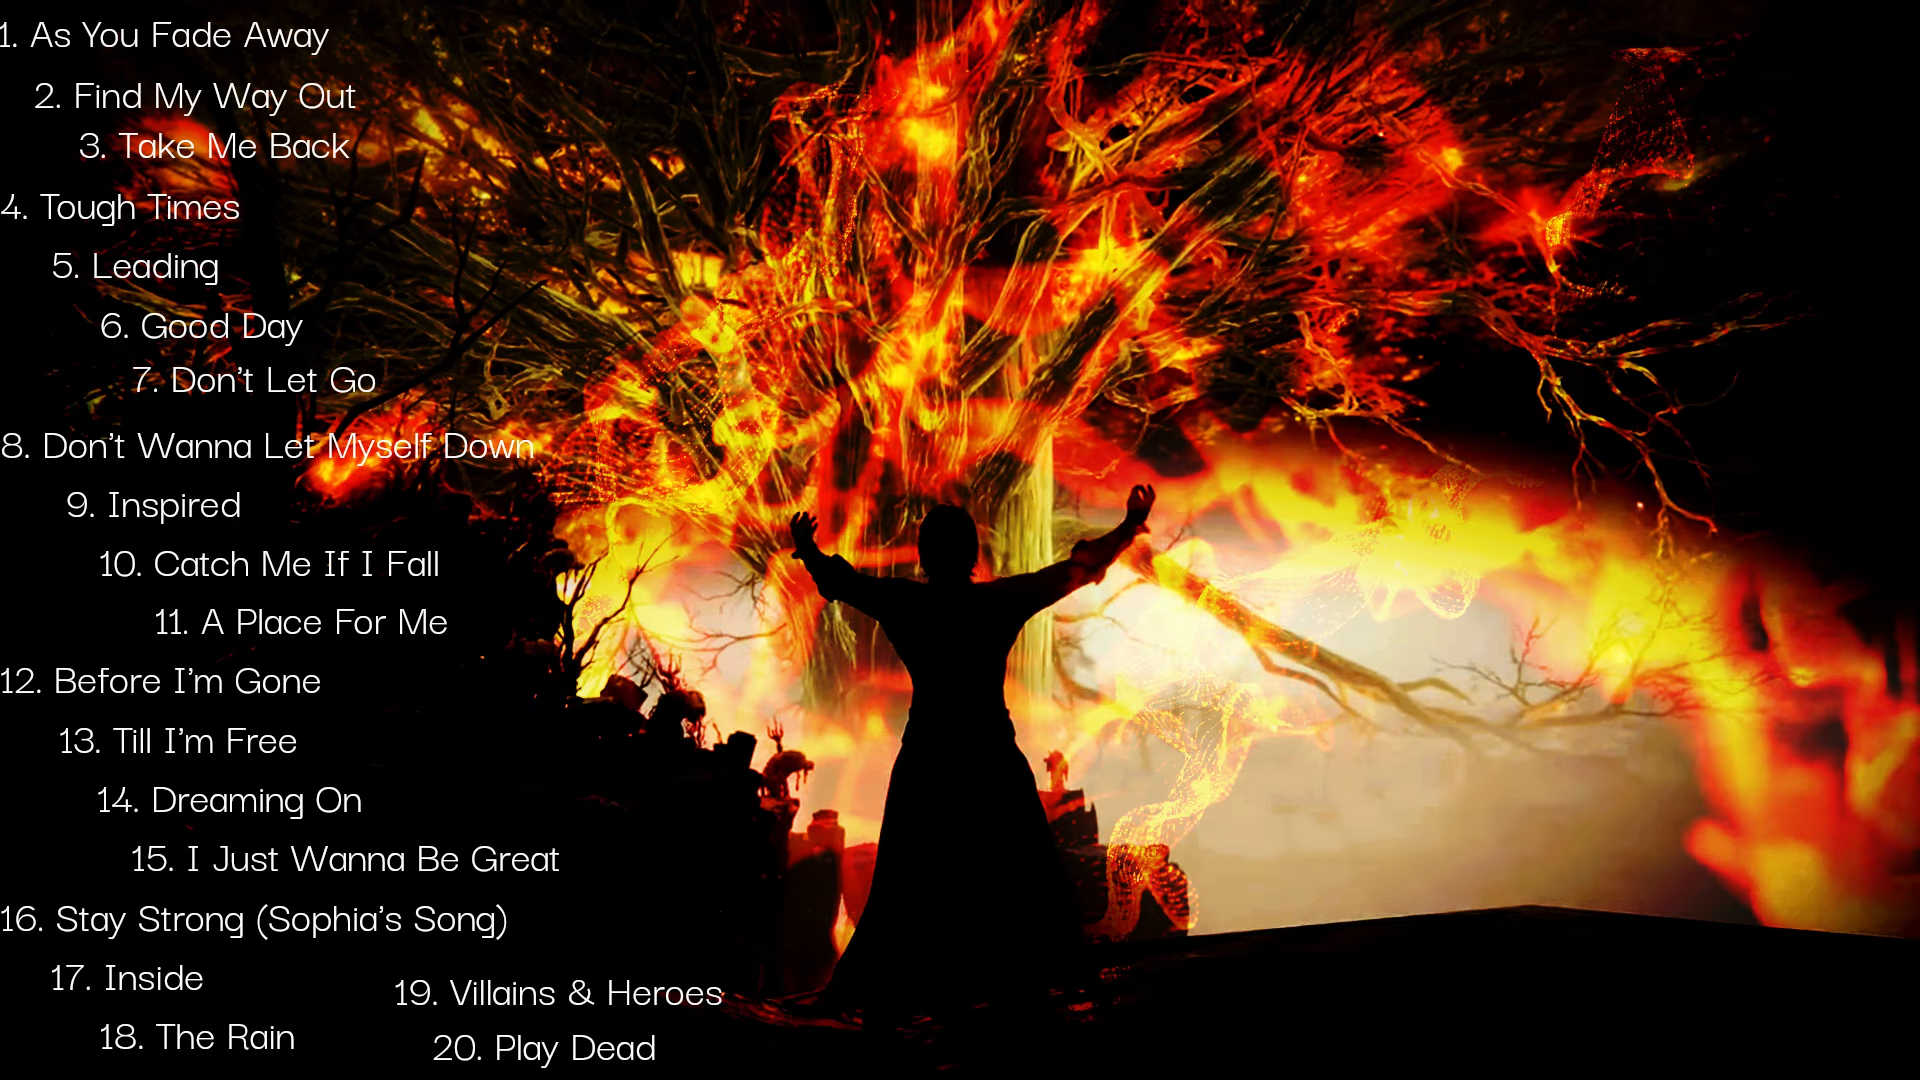 1. As You Fade Away
2. Find My Way Out
3. Take Me Back
4. Tough Times
5. Leading
6. Good Day
7. Don't Let Go
8. Don't Wanna Let Myself Down
9. Inspired
10. Catch Me If I Fall
11. A Place For Me
12. Before I'm Gone
13. Till I'm Free
14. Dreaming On
15. I Just Wanna Be Great
16. Stay Strong (Sophia's Song)
17. Inside
18. The Rain
19. Villains & Heroes
20. Play Dead